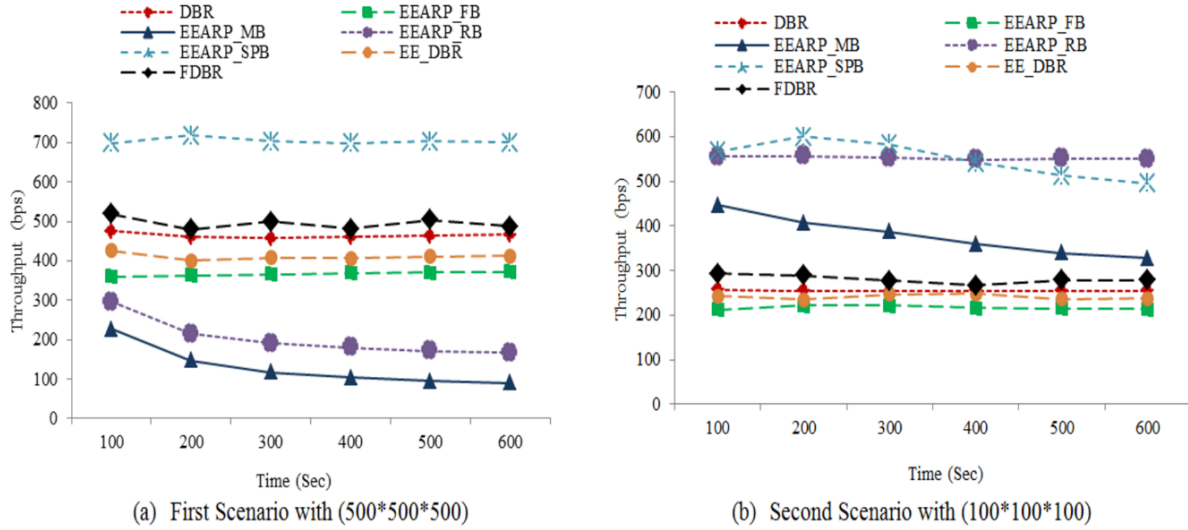 DBR
EEARP_FB
EEARP_MB
EEARP_RB
EEARP_SPB
EE_DBR
FDBR
800
700
600
500
400
300
200
100
0
Throughput (bps)
100 200 300 400 500 600
Time (Sec)
(a) First Scenario with (500*500*500)
DBR
EEARP_FB
EEARP_MB
EEARP_RB
EEARP_SPB
EE_DBR
FDBR
700
600
500
400
300
200
100
0
Throughput (bps)
100 200 300 400 500 600
Time (Sec)
(b) Second Scenario with (100*100*100)